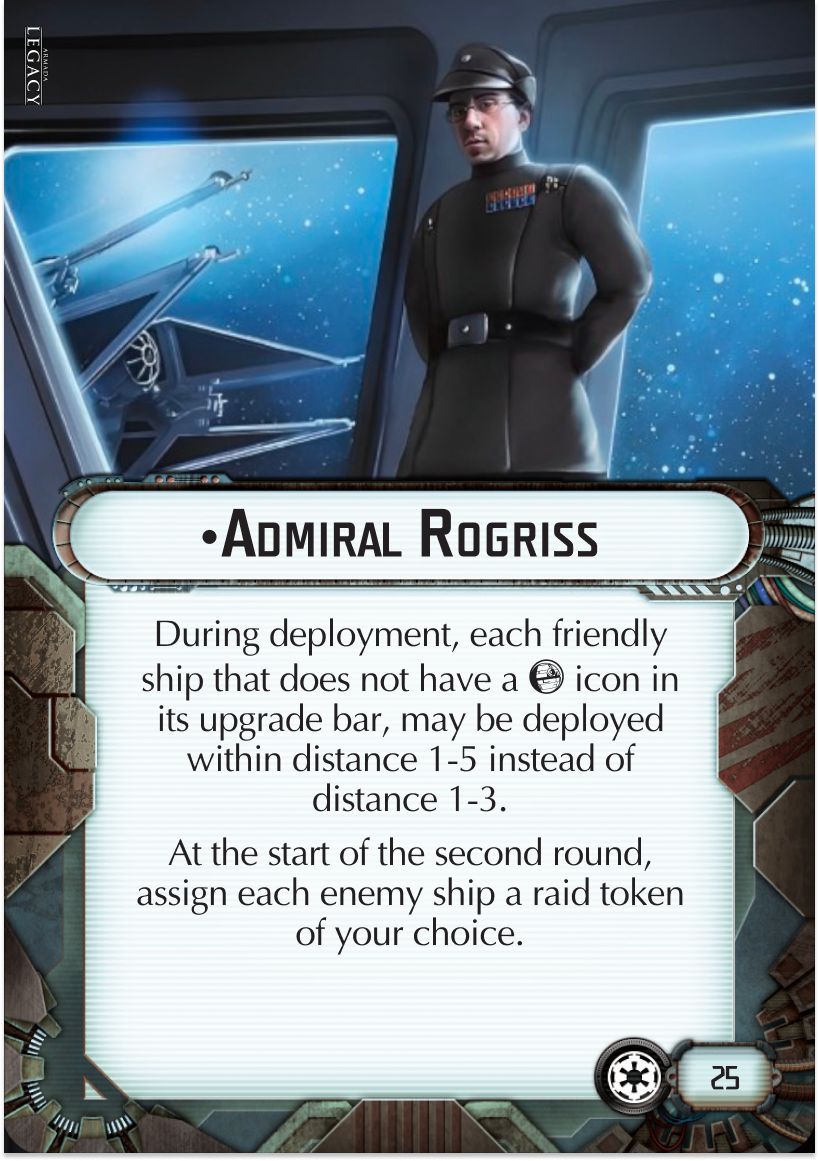 ARMADA
LEGACY
•ADMIRAL ROGRISS
During deployment, each friendly
ship that does not have a icon in
its upgrade bar, may be deployed
within distance 1-5 instead of
distance 1-3.
At the start of the second round,
assign each enemy ship a raid token
of your choice.
25